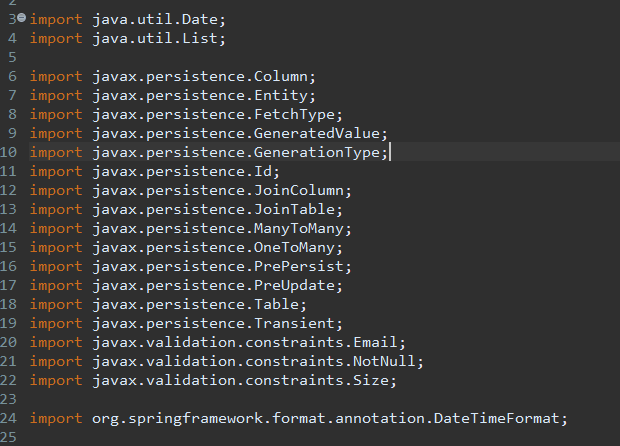 2
3 import java.util.Date;
4 import java.util.List;
5
6 import javax.persistence.Column;
7 import javax.persistence.Entity;
8 import javax.persistence.FetchType;
9 import javax.persistence.GeneratedValue;
10 import javax.persistence.GenerationType;
11 import javax.persistence.Id;
12 import javax.persistence.JoinColumn;
13 import javax.persistence.JoinTable;
14 import javax.persistence.ManyToMany;
15 import javax.persistence.OneToMany;
16 import javax.persistence.PrePersist;
17 import javax.persistence.PreUpdate;
18 import javax.persistence.Table;
19 import javax.persistence.Transient;
20 import javax.validation.constraints.Email;
21 import javax.validation.constraints.NotNull;
22 import javax.validation.constraints.Size;
23
24 import org.springframework.format.annotation.DateTimeFormat;
25